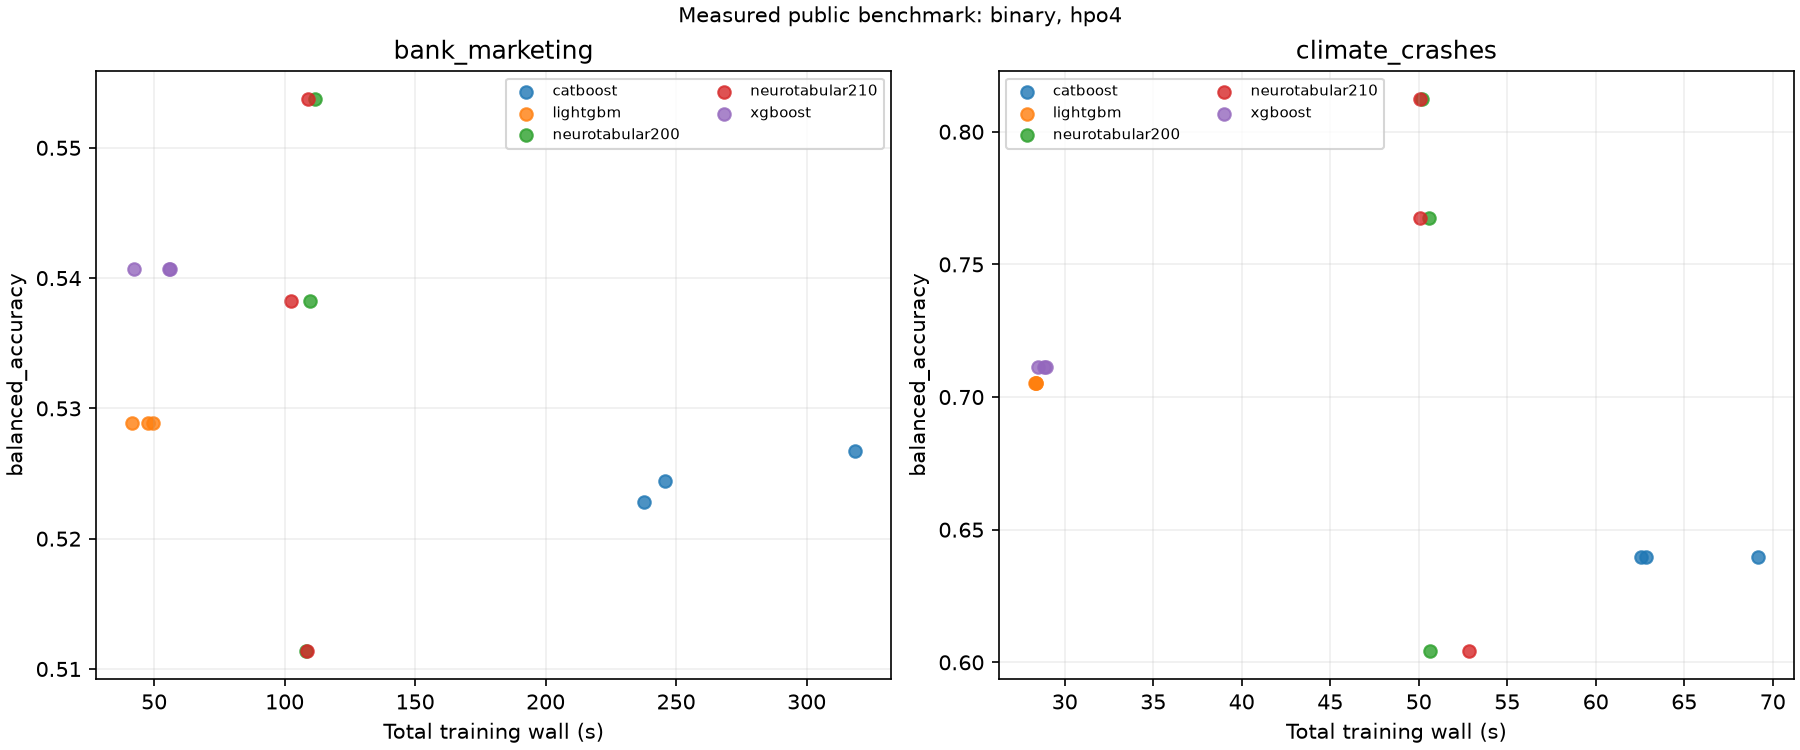 Measured public benchmark: binary, hpo4
bank_marketing
catboost
lightgbm
neurotabular200
neurotabular210
xgboost
balanced_accuracy
0.55
0.54
0.53
0.52
0.51
50
100
150
200
250
300
Total training wall (s)
climate_crashes
catboost
lightgbm
neurotabular200
neurotabular210
xgboost
balanced_accuracy
0.80
0.75
0.70
0.65
0.60
30
35
40
45
50
55
60
65
70
Total training wall (s)